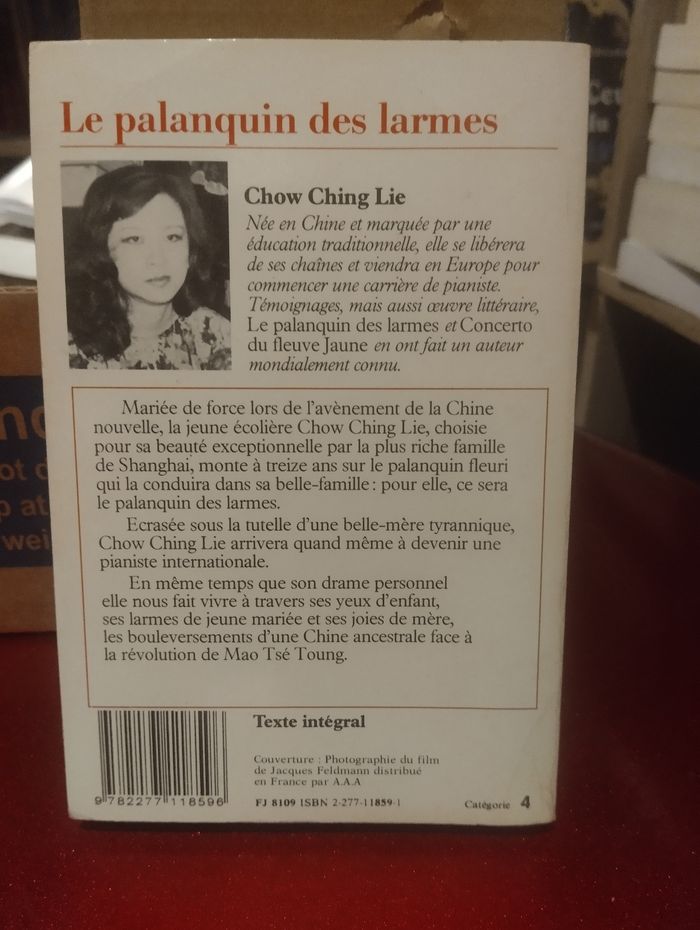 Le palanquin des larmes
Chow Ching Lie
Née en Chine et marquée par une
éducation traditionnelle, elle se libérera
de ses chaînes et viendra en Europe pour
commencer une carrière de pianiste.
Témoignages, mais aussi œuvre littéraire,
Le palanquin des larmes et Concerto
du fleuve Jaune en ont fait un auteur
mondialement connu.
Mariée de force lors de l'avènement de la Chine
nouvelle, la jeune écolière Chow Ching Lie, choisie
pour sa beauté exceptionnelle par la plus riche famille
de Shanghai, monte à treize ans sur le palanquin fleuri
qui la conduira dans sa belle-famille : pour elle, ce sera
le palanquin des larmes.
Ecrasée sous la tutelle d'une belle-mère tyrannique,
Chow Ching Lie arrivera quand même à devenir une
pianiste internationale.
En même temps que son drame personnel
elle nous fait vivre à travers ses yeux d'enfant,
ses larmes de jeune mariée et ses joies de mère,
les bouleversements d'une Chine ancestrale face à
la révolution de Mao Tsé Toung.
Texte intégral
Couverture : Photographie du film
de Jacques Feldmann distribué
en France par A.A.A
9 782277 118596
FJ 8109 ISBN 2-277-11859-1
Catégorie 4